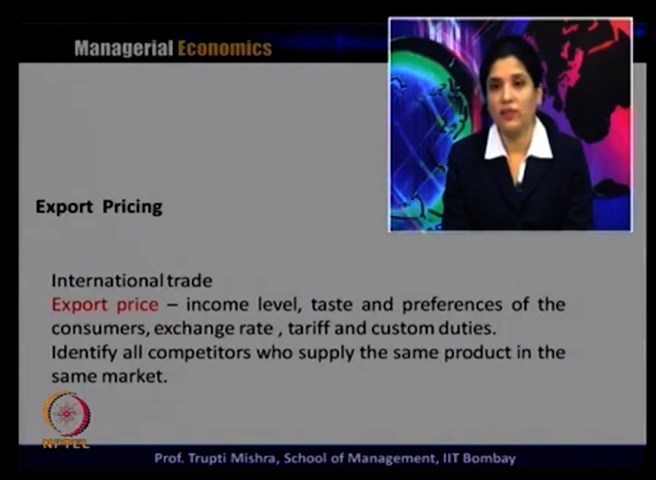 Managerial Economics
Export Pricing
International trade
Export price – income level, taste and preferences of the
consumers, exchange rate , tariff and custom duties.
Identify all competitors who supply the same product in the
same market.
NPTEL
Prof. Trupti Mishra, School of Management, IIT Bombay